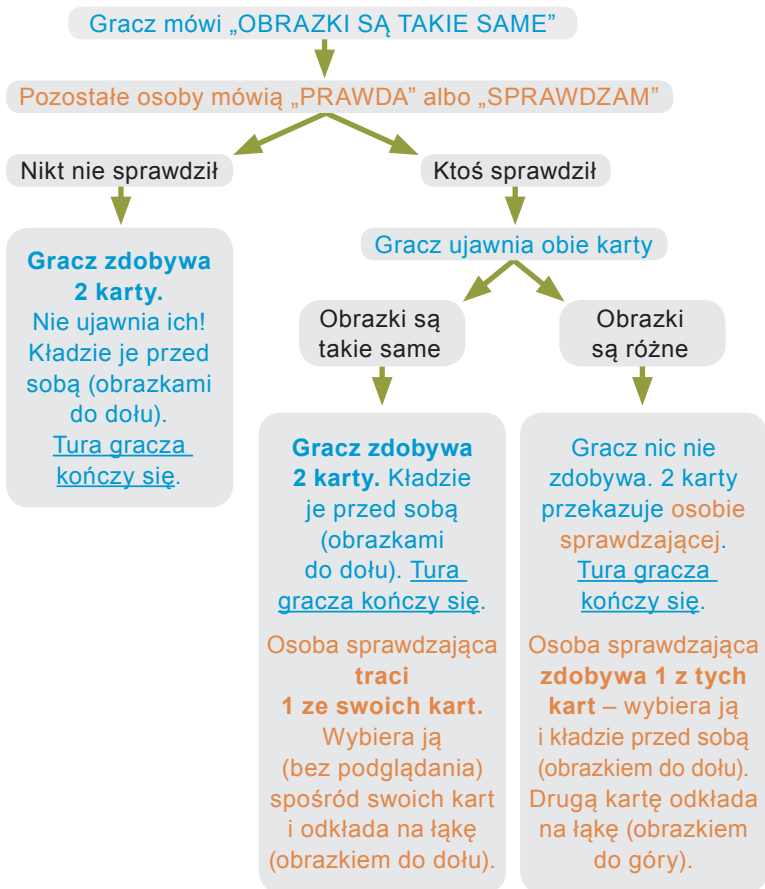 Gracz mówi „OBRAZKI SĄ TAKIE SAME”
Pozostałe osoby mówią „PRAWDA” albo „SPRAWDZAM”
Nikt nie sprawdził
Gracz zdobywa
2 karty.
Nie ujawnia ich!
Kładzie je przed
sobą (obrazkami
do dołu).
Tura gracza
kończy się.
Ktoś sprawdził
Gracz ujawnia obie karty
Obrazki są
takie same
Gracz zdobywa
2 karty. Kładzie
je przed sobą
(obrazkami
do dołu). Tura
gracza kończy się.
Osoba sprawdzająca
traci
1 ze swoich kart.
Wybiera ją
(bez podglądania)
spośród swoich kart
i odkłada na łąkę
(obrazkiem do dołu).
Obrazki
są różne
Gracz nic nie
zdobywa. 2 karty
przekazuje osobie
sprawdzającej.
Tura gracza
kończy się.
Osoba sprawdzająca
zdobywa 1 z tych
kart – wybiera ją
i kładzie przed sobą
(obrazkiem do dołu).
Drugą kartę odkłada
na łąkę (obrazkiem
do góry).